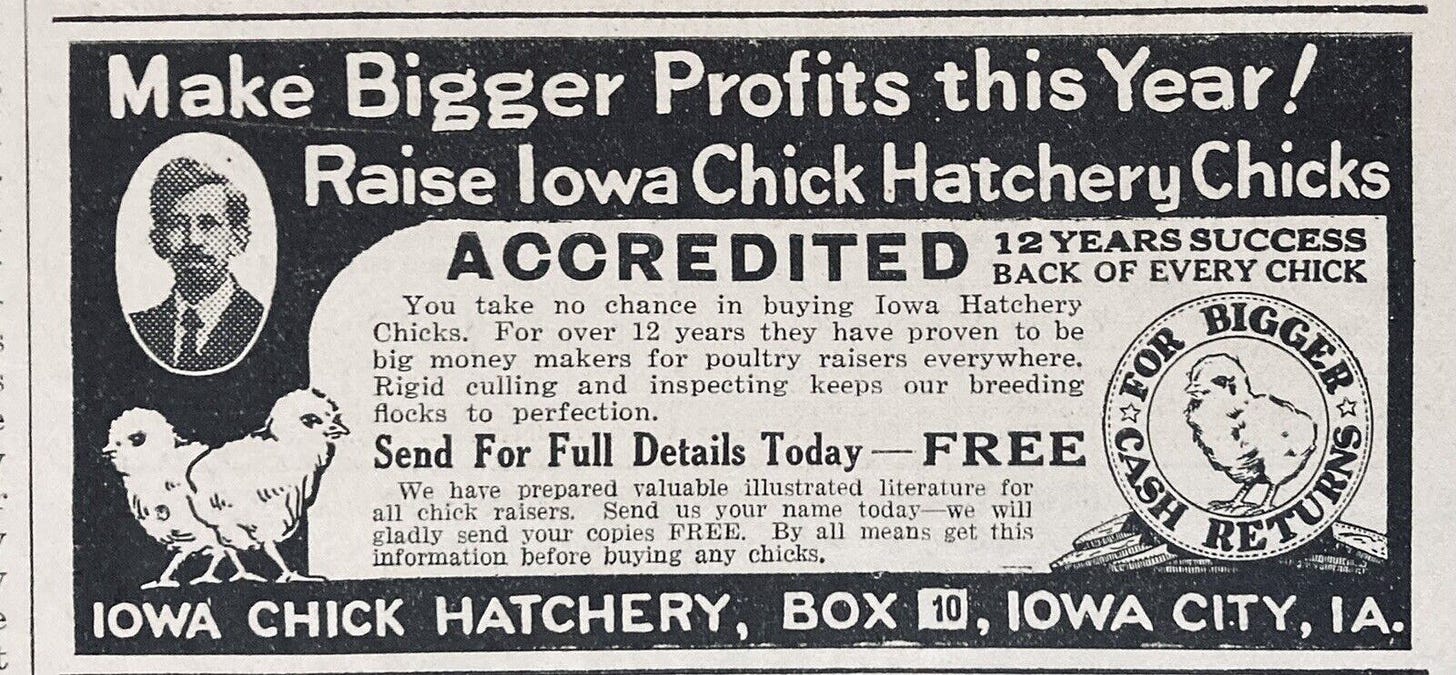 Make Bigger Profits this Year!
Raise Iowa Chick Hatchery Chicks
ACCREDITED
12 YEARS SUCCESS
BACK OF EVERY CHICK
You take no chance in buying Iowa Hatchery
Chicks. For over 12 years they have proven to be
big money makers for poultry raisers everywhere.
Rigid culling and inspecting keeps our breeding
flocks to perfection.
Send For Full Details Today — FREE
We have prepared valuable illustrated literature for
all chick raisers. Send us your name today—we will
gladly send your copies FREE. By all means get this
information before buying any chicks.
FOR BIGGER
CASH RETURNS
IOWA CHICK HATCHERY, BOX 10, IOWA CITY, IA.